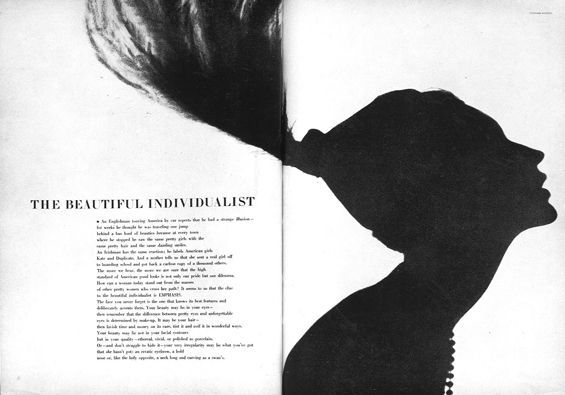 THE BEAUTIFUL INDIVIDUALIST
● An Englishman touring America by car reports that he had a strange illusion—
for weeks he thought he was traveling one jump
behind a bus load of beauties because at every town
where he stopped he saw the same pretty girls with the
same pretty hair and the same dazzling smiles.
An Irishman has the same reactions: he labels American girls
Kate and Duplicate. And a mother tells us that she sent a real girl off
to boarding school and got back a carbon copy of a thousand others.
The more we hear, the more we are sure that the high
standard of American good looks is not only our pride but our dilemma.
How can a woman today stand out from the masses
of other pretty women who cross her path? It seems to us that the clue
to the beautiful individualist is EMPHASIS.
The face you never forget is the one that knows its best features and
deliberately accents them. Your beauty may lie in your eyes—
then remember that the difference between pretty eyes and unforgettable
eyes is determined by make-up. It may be your hair—
then lavish time and money on its care, tint it and coif it in wonderful ways.
Your beauty may lie not in your facial contours
but in your quality—ethereal, vivid, or polished as porcelain.
Or—and don't struggle to hide it—your very irregularity may be what you've got
that she hasn't got: an erratic eyebrow, a bold
nose or, like the lady opposite, a neck long and curving as a swan's.